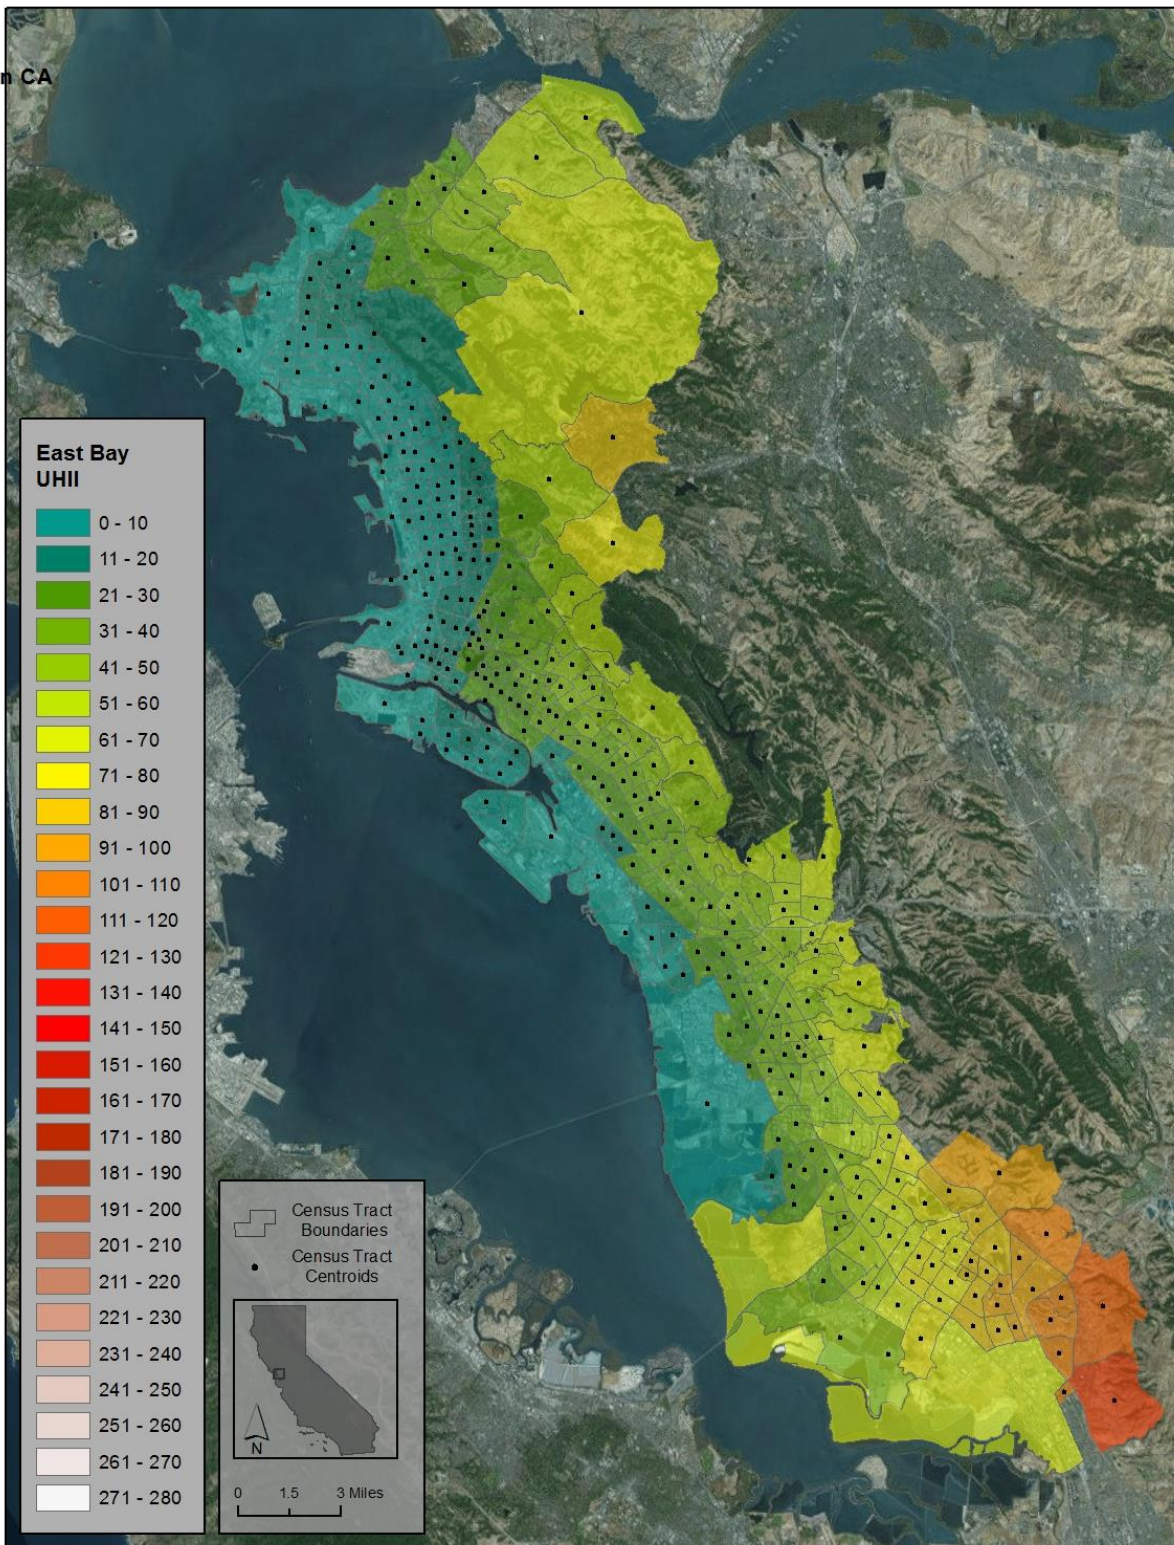 n CA
East Bay
UHII
0 - 10
11 - 20
21 - 30
31 - 40
41 - 50
51 - 60
61 - 70
71 - 80
81 - 90
91 - 100
101 - 110
111 - 120
121 - 130
131 - 140
141 - 150
151 - 160
161 - 170
171 - 180
181 - 190
191 - 200
201 - 210
211 - 220
221 - 230
231 - 240
241 - 250
251 - 260
261 - 270
271 - 280
Census Tract
Boundaries
Census Tract
Centroids
N
0 1.5 3 Miles